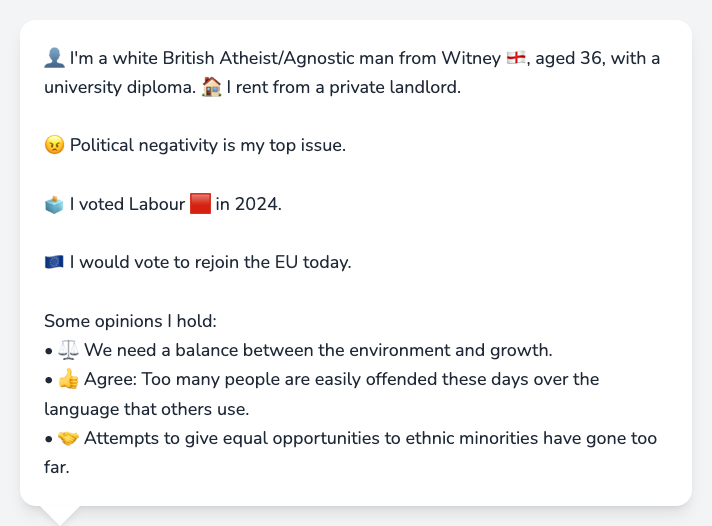 👤 I'm a white British Atheist/Agnostic man from Witney 🏴󠁧󠁢󠁥󠁮󠁧󠁿, aged 36, with a
university diploma. 🏠 I rent from a private landlord.
😠 Political negativity is my top issue.
🗳️ I voted Labour 🟥 in 2024.
🇪🇺 I would vote to rejoin the EU today.
Some opinions I hold:
• ⚖️ We need a balance between the environment and growth.
• 👍 Agree: Too many people are easily offended these days over the
language that others use.
• 🤝 Attempts to give equal opportunities to ethnic minorities have gone too
far.